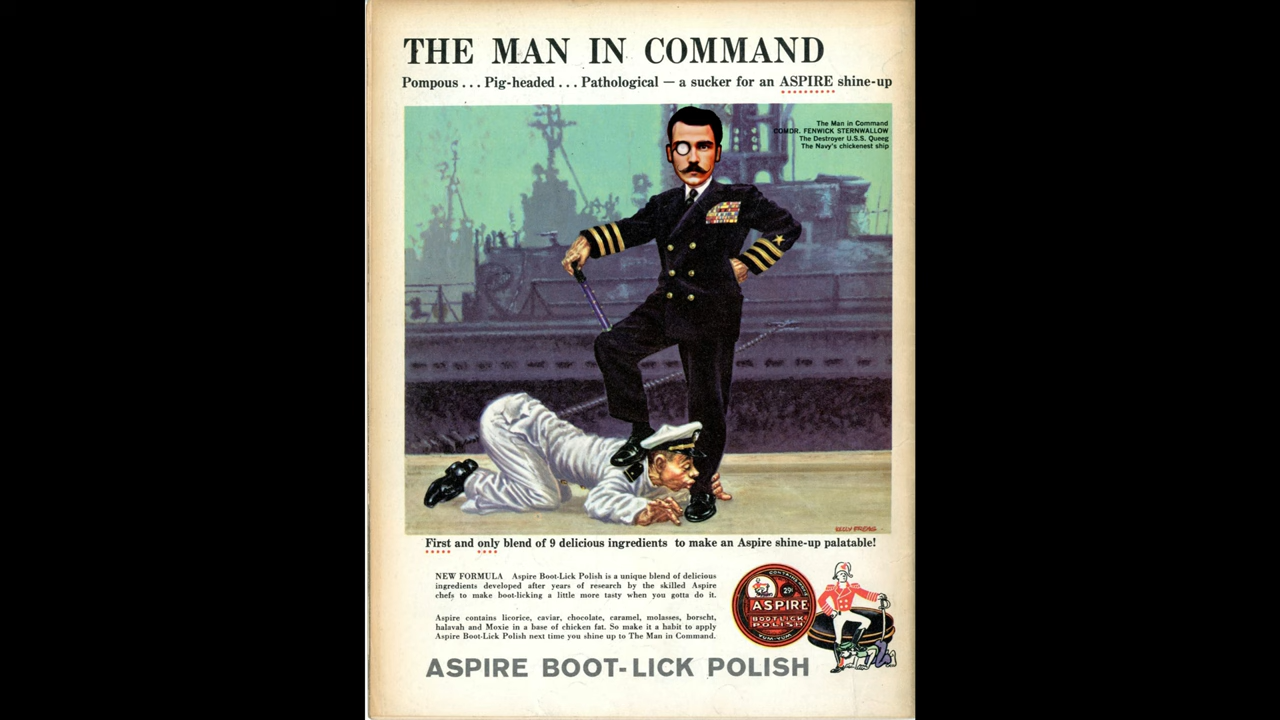 THE MAN IN COMMAND
Pompous . . . Pig-headed . . . Pathological — a sucker for an ASPIRE shine-up
The Man in Command
COMDR. FENWICK STERNWALLOW
The Destroyer U.S.S. Queeg
The Navy's chickenest ship
KELLY FREAS
First and only blend of 9 delicious ingredients to make an Aspire shine-up palatable!
NEW FORMULA Aspire Boot-Lick Polish is a unique blend of delicious
ingredients developed after years of research by the skilled Aspire
chefs to make boot-licking a little more tasty when you gotta do it.
Aspire contains licorice, caviar, chocolate, caramel, molasses, borscht,
halavah and Moxie in a base of chicken fat. So make it a habit to apply
Aspire Boot-Lick Polish next time you shine up to The Man in Command.
29¢
ASPIRE
BOOT-LICK
POLISH
YUM-YUM
ASPIRE BOOT-LICK POLISH